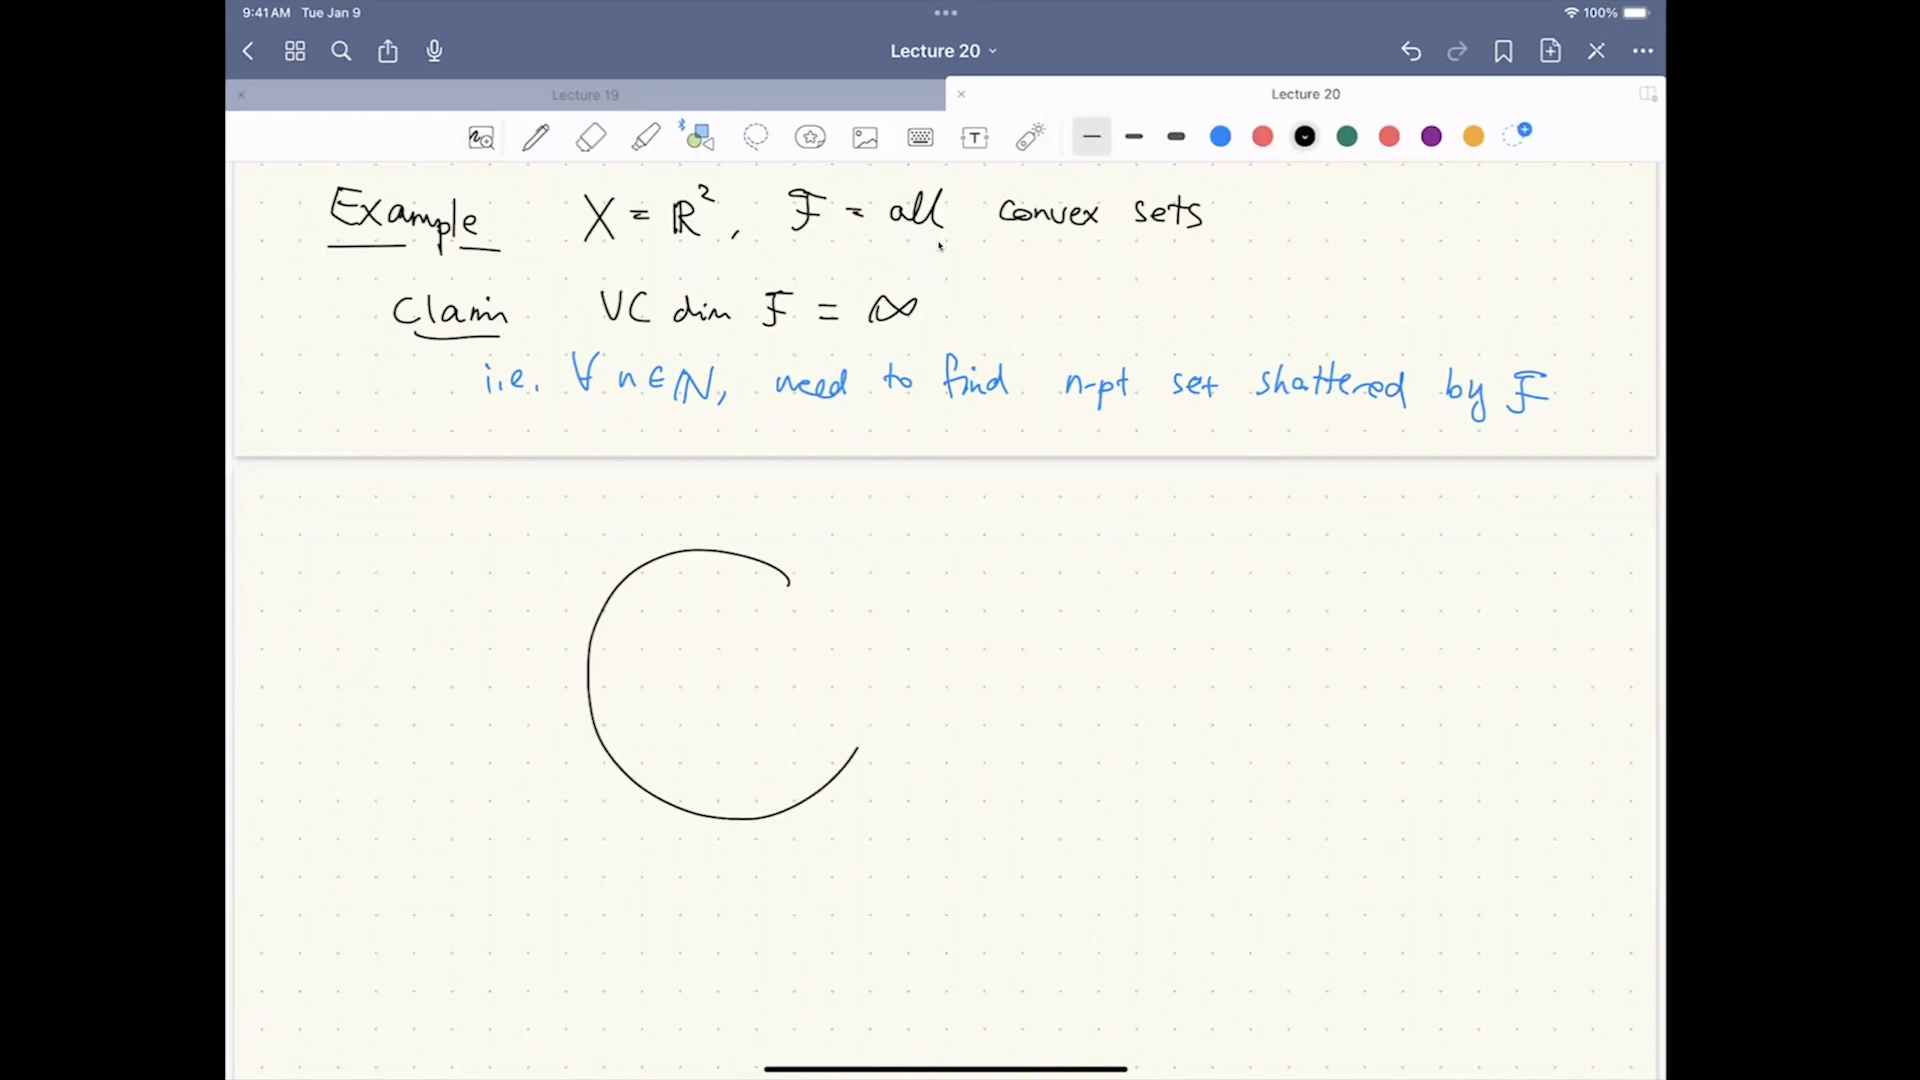 9:41 AM Tue Jan 9
100%
Lecture 20
Lecture 19
Lecture 20
Example X = ℝ², F = all convex sets
Claim VC dim F = ∞
i.e. ∀ n ∈ ℕ, need to find n-pt set shattered by F